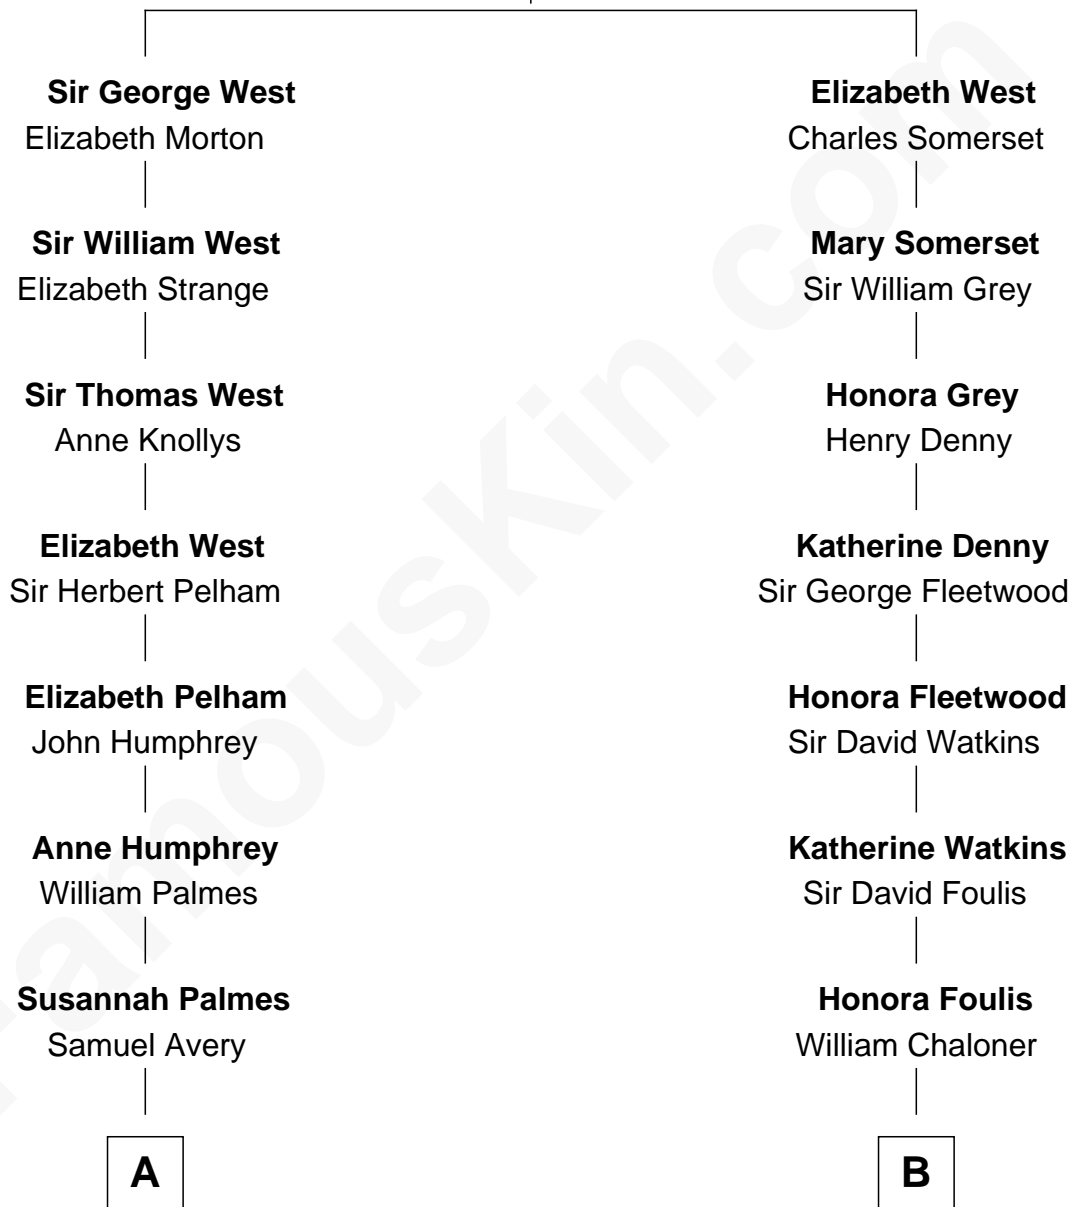 Sir George West
Elizabeth Morton
Sir William West
Elizabeth Strange
Sir Thomas West
Anne Knollys
Elizabeth West
Sir Herbert Pelham
Elizabeth Pelham
John Humphrey
Anne Humphrey
William Palmes
Susannah Palmes
Samuel Avery
A
Elizabeth West
Charles Somerset
Mary Somerset
Sir William Grey
Honora Grey
Henry Denny
Katherine Denny
Sir George Fleetwood
Honora Fleetwood
Sir David Watkins
Katherine Watkins
Sir David Foulis
Honora Foulis
William Chaloner
B
FamousKin.com